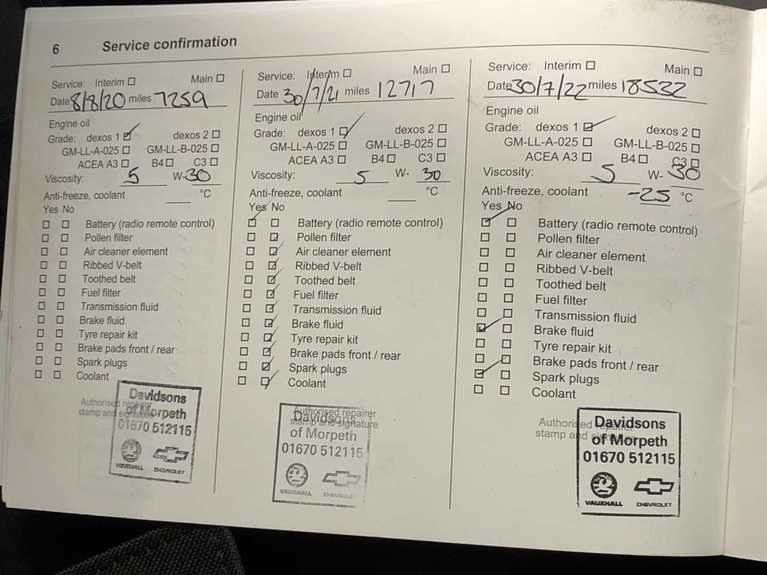 6 Service confirmation
Service: Interim ☐ Main ☐
Date 8/8/20 miles 7259
Engine oil
Grade: dexos 1 ☑ dexos 2 ☐
GM-LL-A-025 ☐ GM-LL-B-025 ☐
ACEA A3 ☐ B4 ☐ C3 ☐
Viscosity: 5 W-30
Anti-freeze, coolant °C
Yes No
☐ ☐ Battery (radio remote control)
☐ ☐ Pollen filter
☐ ☐ Air cleaner element
☐ ☐ Ribbed V-belt
☐ ☐ Toothed belt
☐ ☐ Fuel filter
☐ ☐ Transmission fluid
☐ ☐ Brake fluid
☐ ☐ Tyre repair kit
☐ ☐ Brake pads front / rear
☐ ☐ Spark plugs
☐ ☐ Coolant
Authorised repairer
stamp and signature
Davidsons
of Morpeth
01670 512115
VAUXHALL CHEVROLET
Service: Interim ☐ Main ☐
Date 30/7/21 miles 12717
Engine oil
Grade: dexos 1 ☑ dexos 2 ☐
GM-LL-A-025 ☐ GM-LL-B-025 ☐
ACEA A3 ☐ B4 ☐ C3 ☐
Viscosity: 5 W- 30
Anti-freeze, coolant °C
Yes No
☑ ☐ Battery (radio remote control)
☐ ☑ Pollen filter
☐ ☑ Air cleaner element
☐ ☑ Ribbed V-belt
☐ ☑ Toothed belt
☐ ☑ Fuel filter
☐ ☑ Transmission fluid
☐ ☑ Brake fluid
☐ ☑ Tyre repair kit
☐ ☑ Brake pads front / rear
☐ ☑ Spark plugs
☐ ☑ Coolant
Authorised repairer
stamp and signature
Davidsons
of Morpeth
01670 512115
VAUXHALL CHEVROLET
Service: Interim ☐ Main ☐
Date 30/7/22 miles 18532
Engine oil
Grade: dexos 1 ☑ dexos 2 ☐
GM-LL-A-025 ☐ GM-LL-B-025 ☐
ACEA A3 ☐ B4 ☐ C3 ☐
Viscosity: 5 W-30
Anti-freeze, coolant -25 °C
Yes No
☑ ☐ Battery (radio remote control)
☐ ☐ Pollen filter
☐ ☐ Air cleaner element
☐ ☐ Ribbed V-belt
☐ ☐ Toothed belt
☐ ☐ Fuel filter
☐ ☐ Transmission fluid
☑ ☐ Brake fluid
☐ ☐ Tyre repair kit
☐ ☐ Brake pads front / rear
☑ ☐ Spark plugs
☐ ☐ Coolant
Authorised repairer
stamp and
Davidsons
of Morpeth
01670 512115
VAUXHALL CHEVROLET